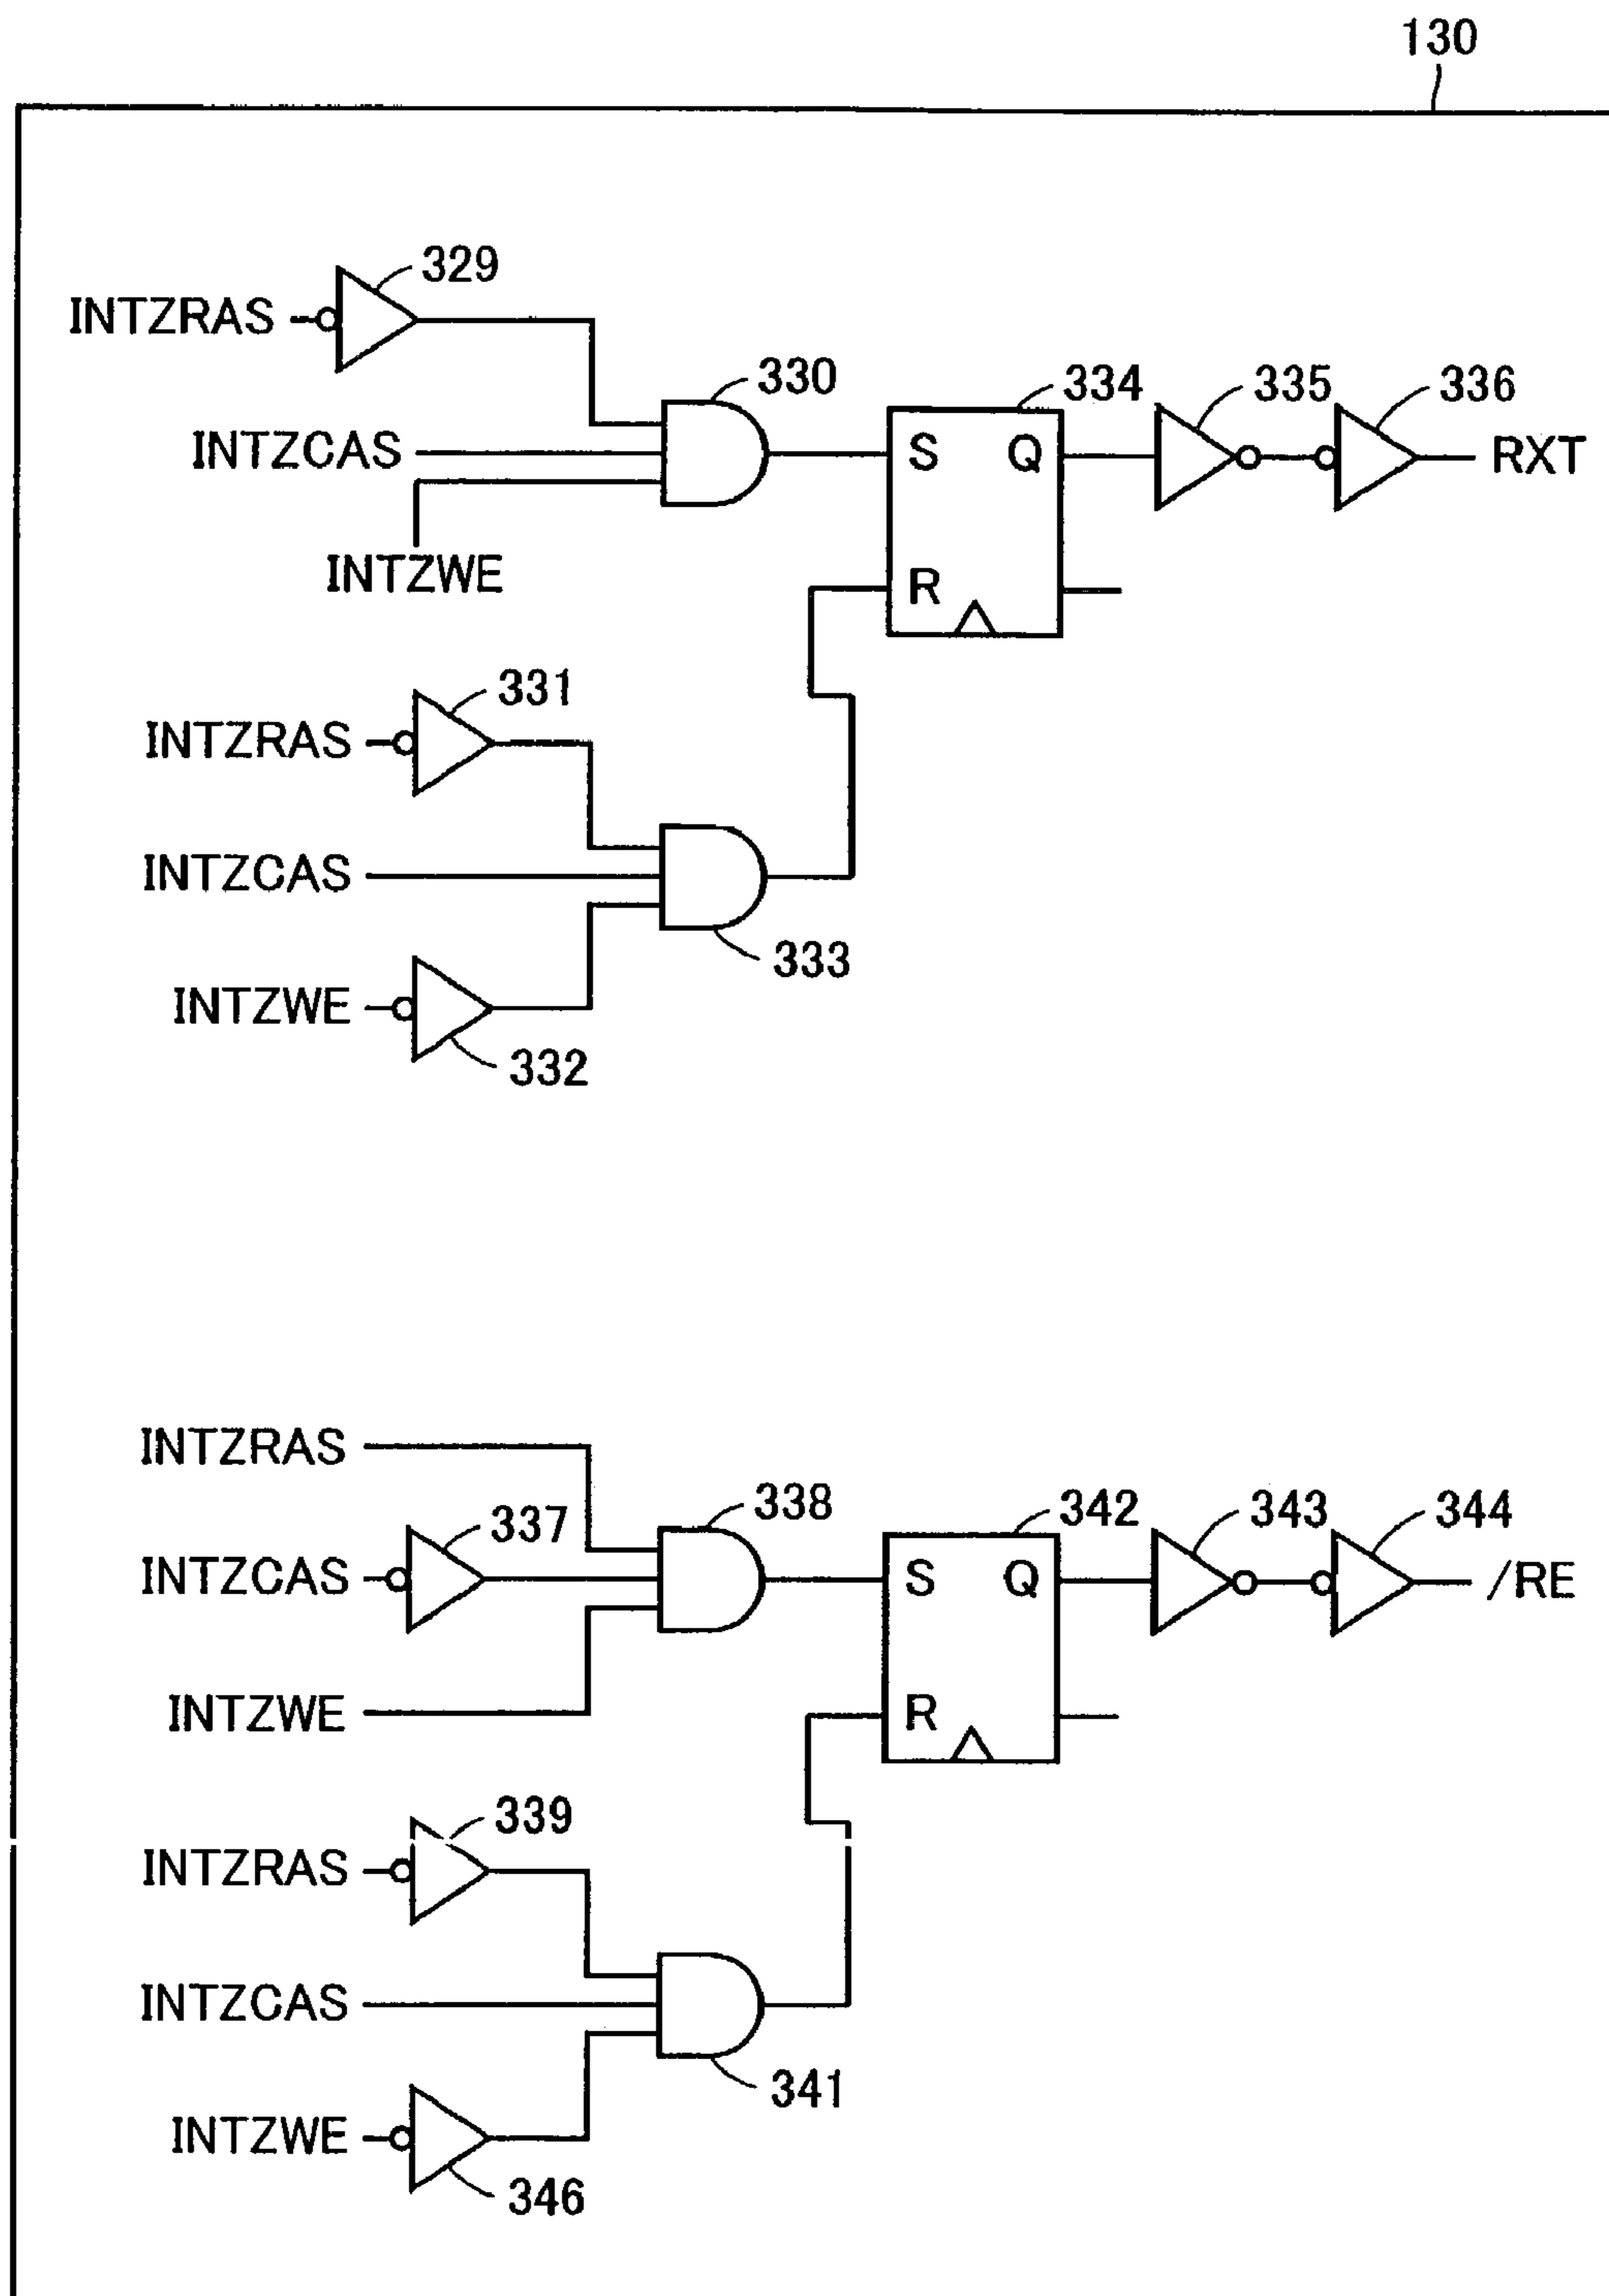 130
329
INTZRAS
330
334
335
336
INTZCAS
S
Q
RXT
INTZWE
R
331
INTZRAS
INTZCAS
333
INTZWE
332
INTZRAS
338
342
343
344
337
INTZCAS
S
Q
/RE
INTZWE
R
339
INTZRAS
INTZCAS
341
INTZWE
346